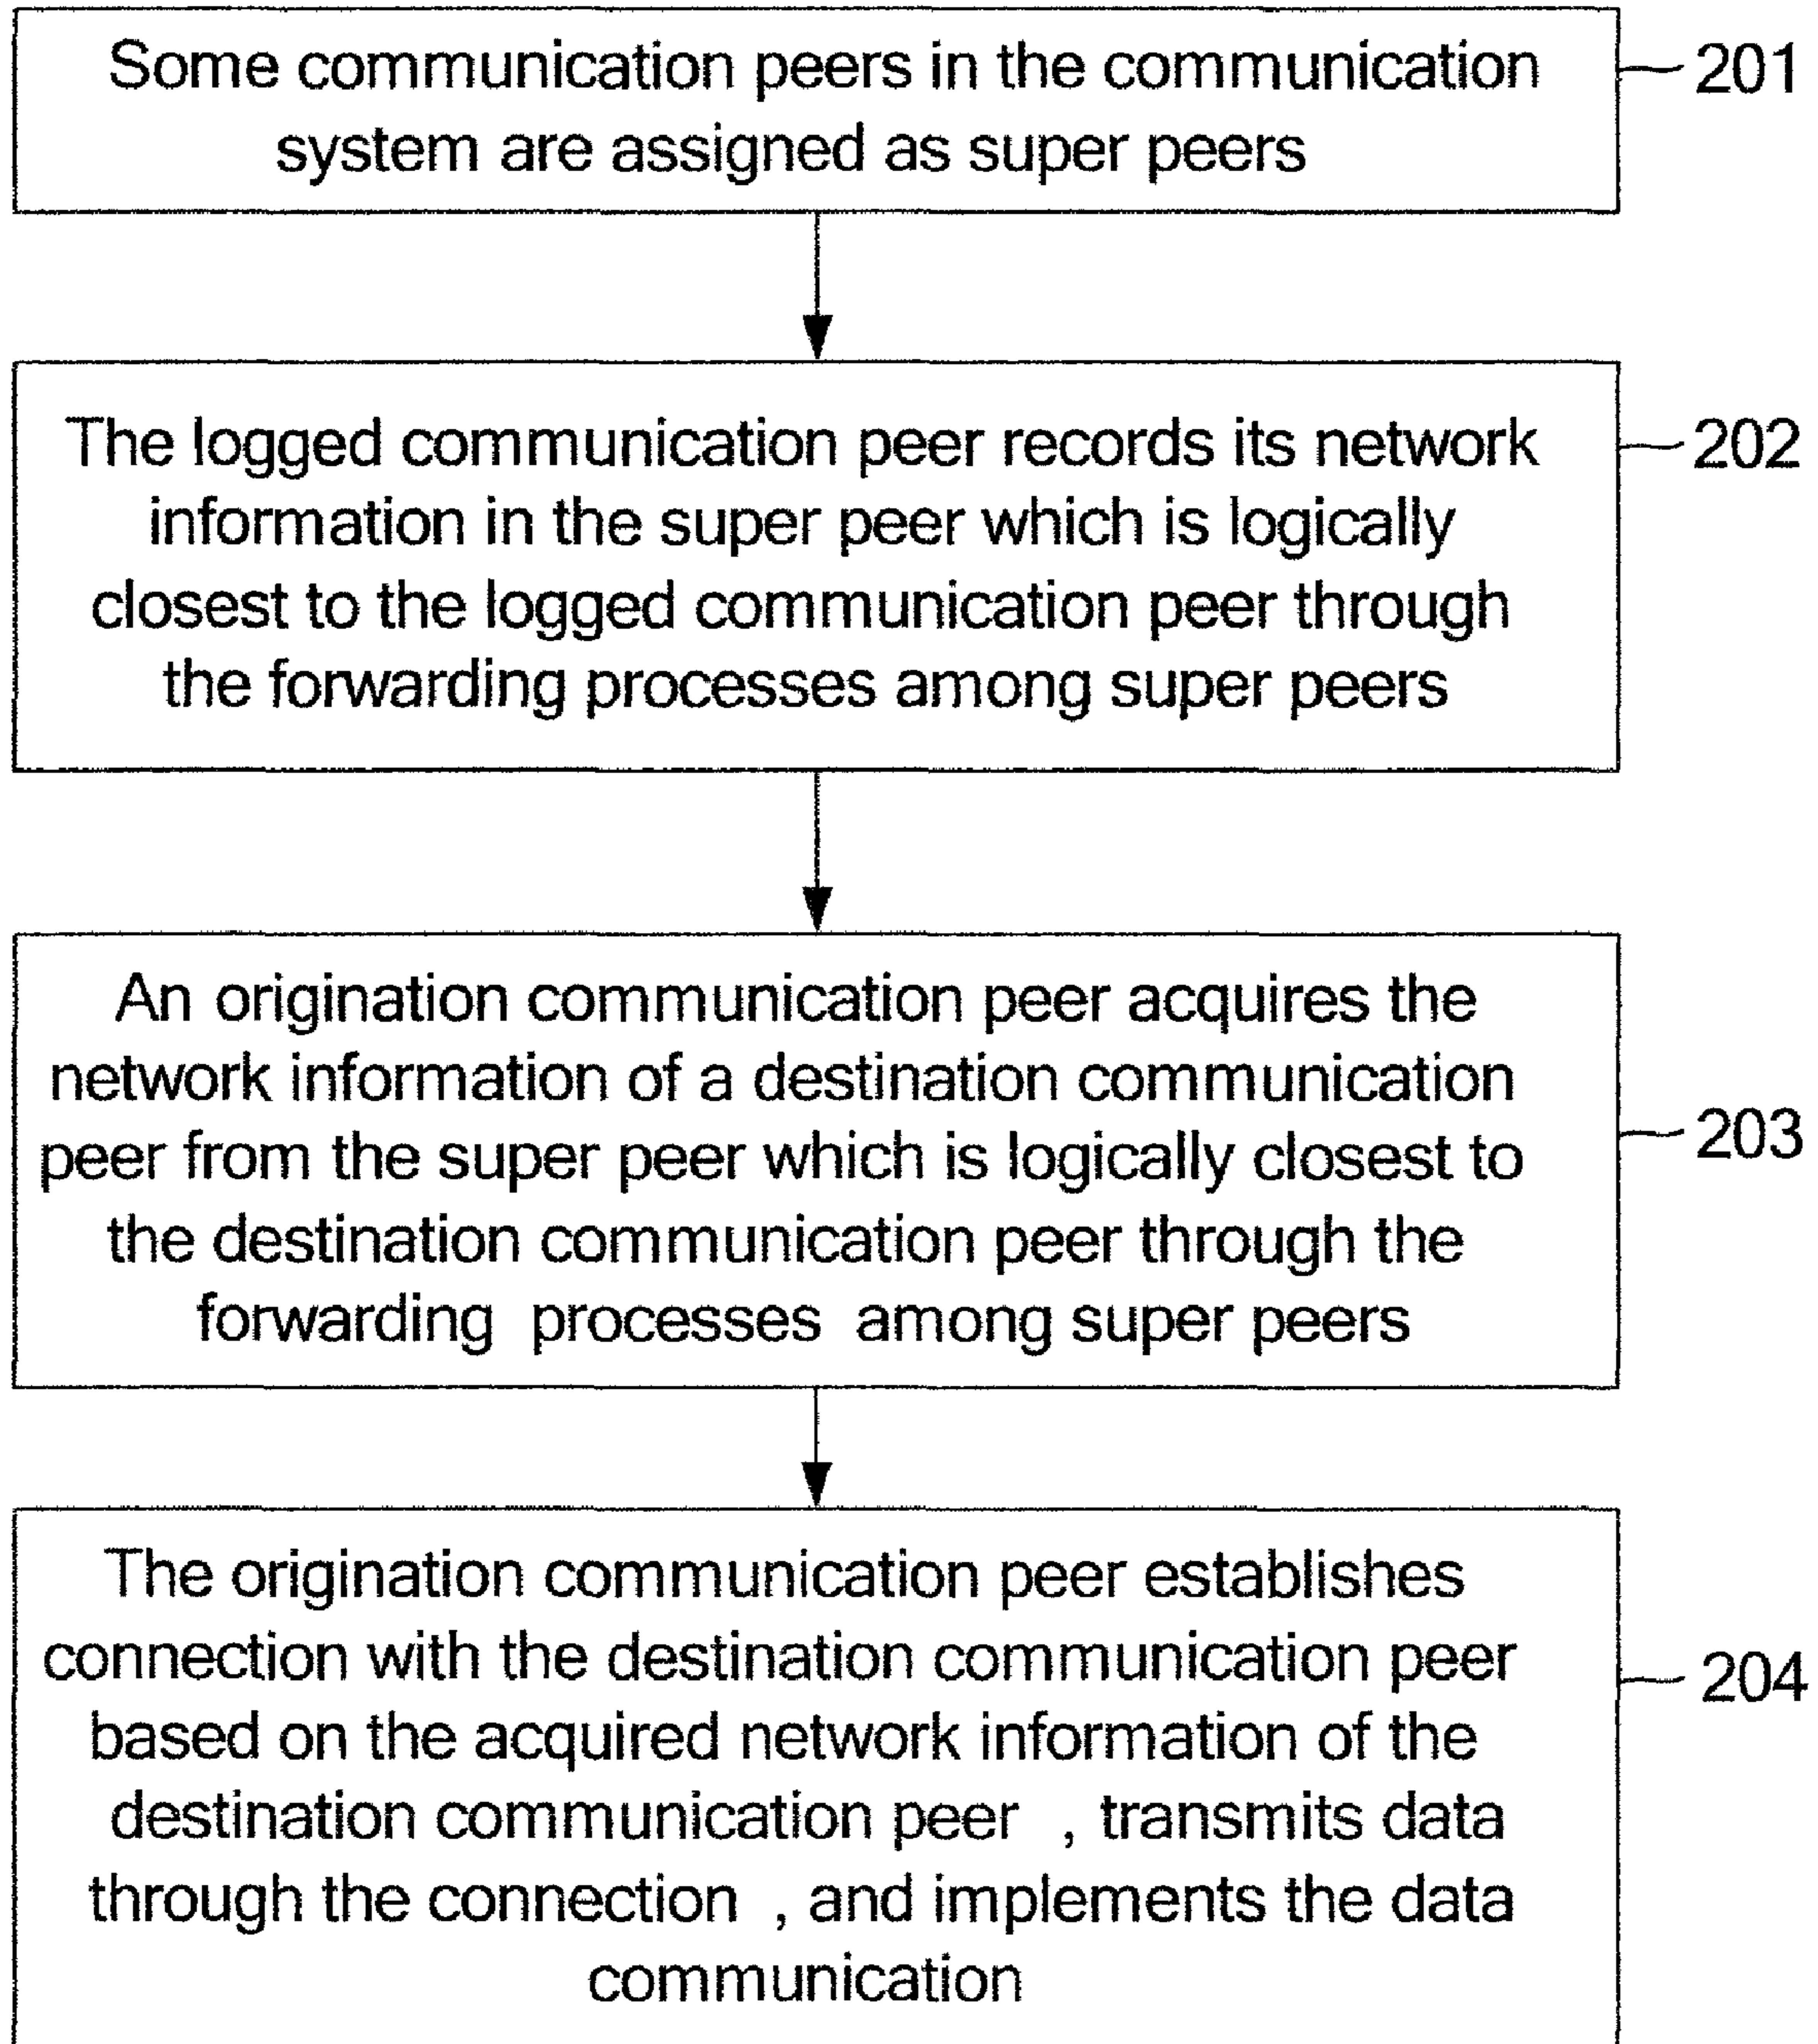 Some communication peers in the communication
system are assigned as super peers
201
The logged communication peer records its network
information in the super peer which is logically
closest to the logged communication peer through
the forwarding processes among super peers
202
An origination communication peer acquires the
network information of a destination communication
peer from the super peer which is logically closest to
the destination communication peer through the
forwarding processes among super peers
203
The origination communication peer establishes
connection with the destination communication peer
based on the acquired network information of the
destination communication peer , transmits data
through the connection , and implements the data
communication
204